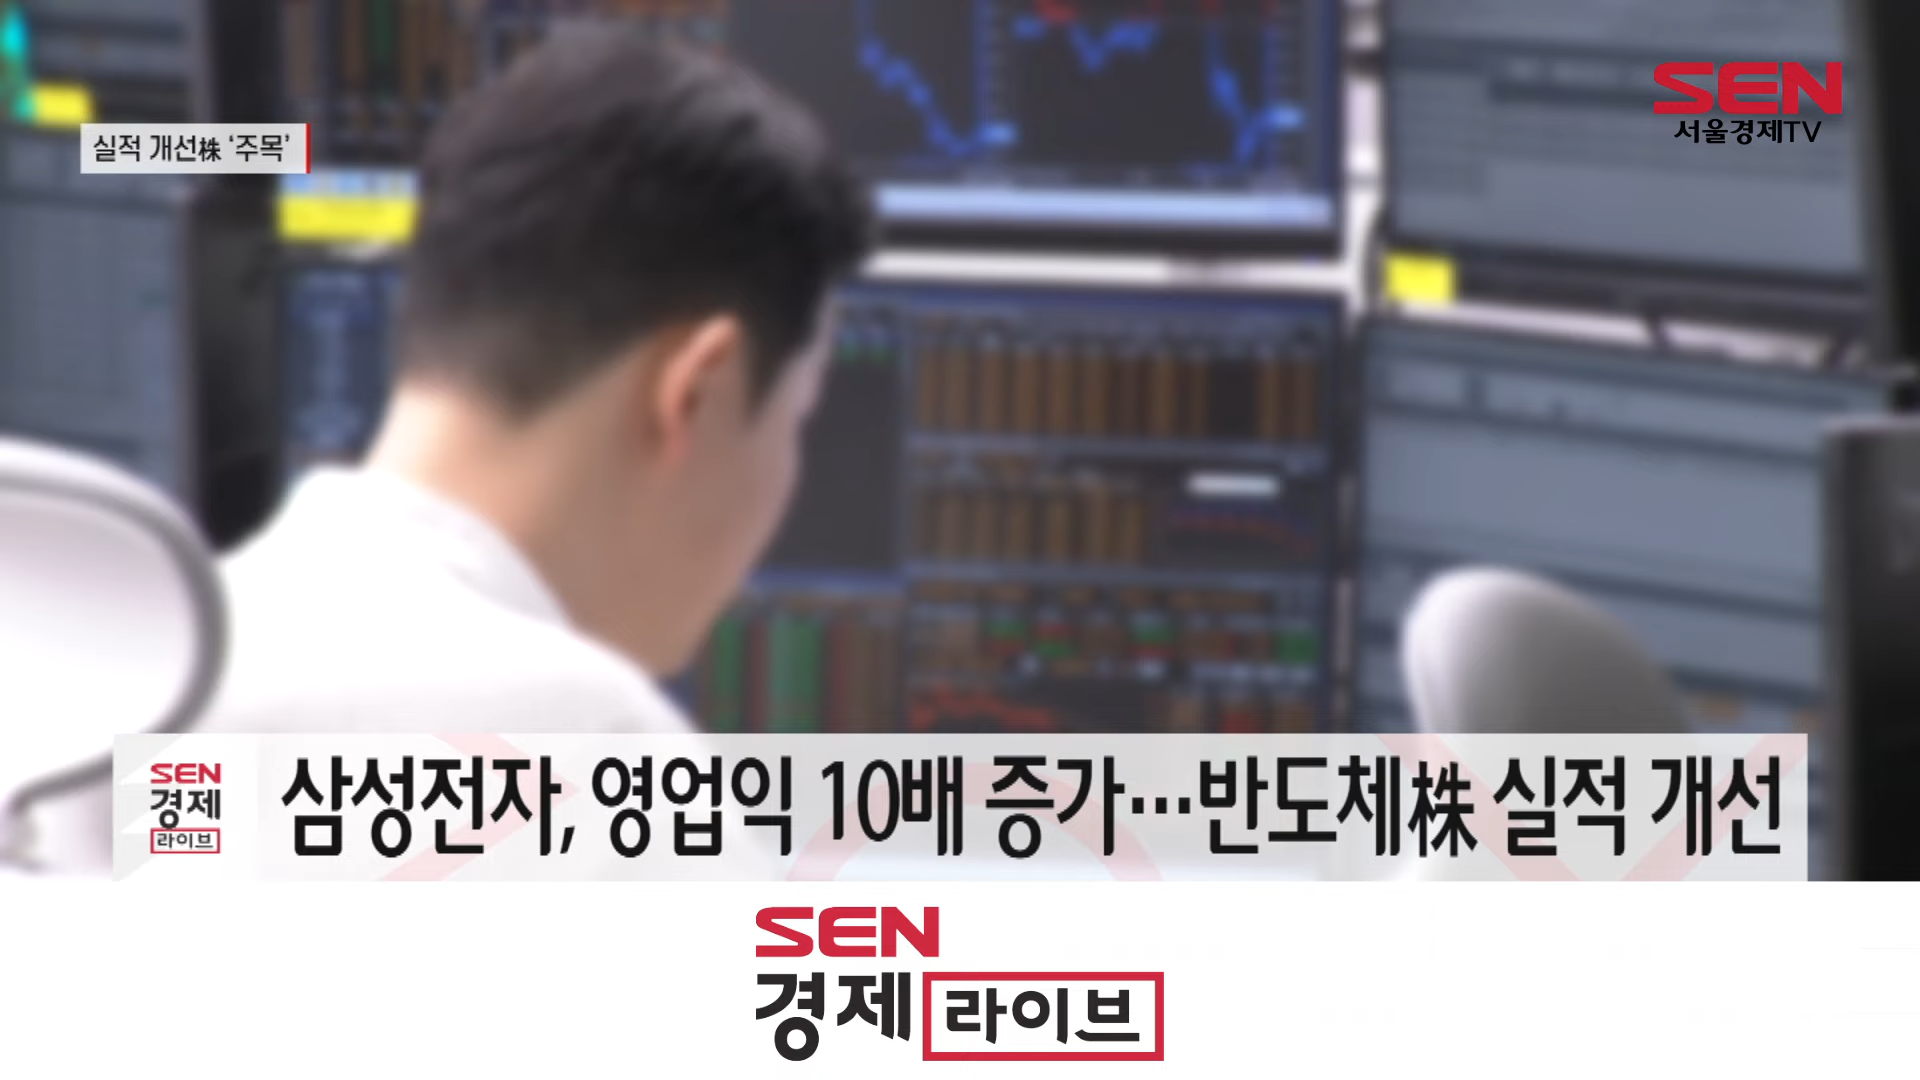 SEN
서울경제TV
실적 개선株 ‘주목’
SEN
경제
라이브
삼성전자, 영업익 10배 증가…반도체株 실적 개선
SEN
경제 라이브